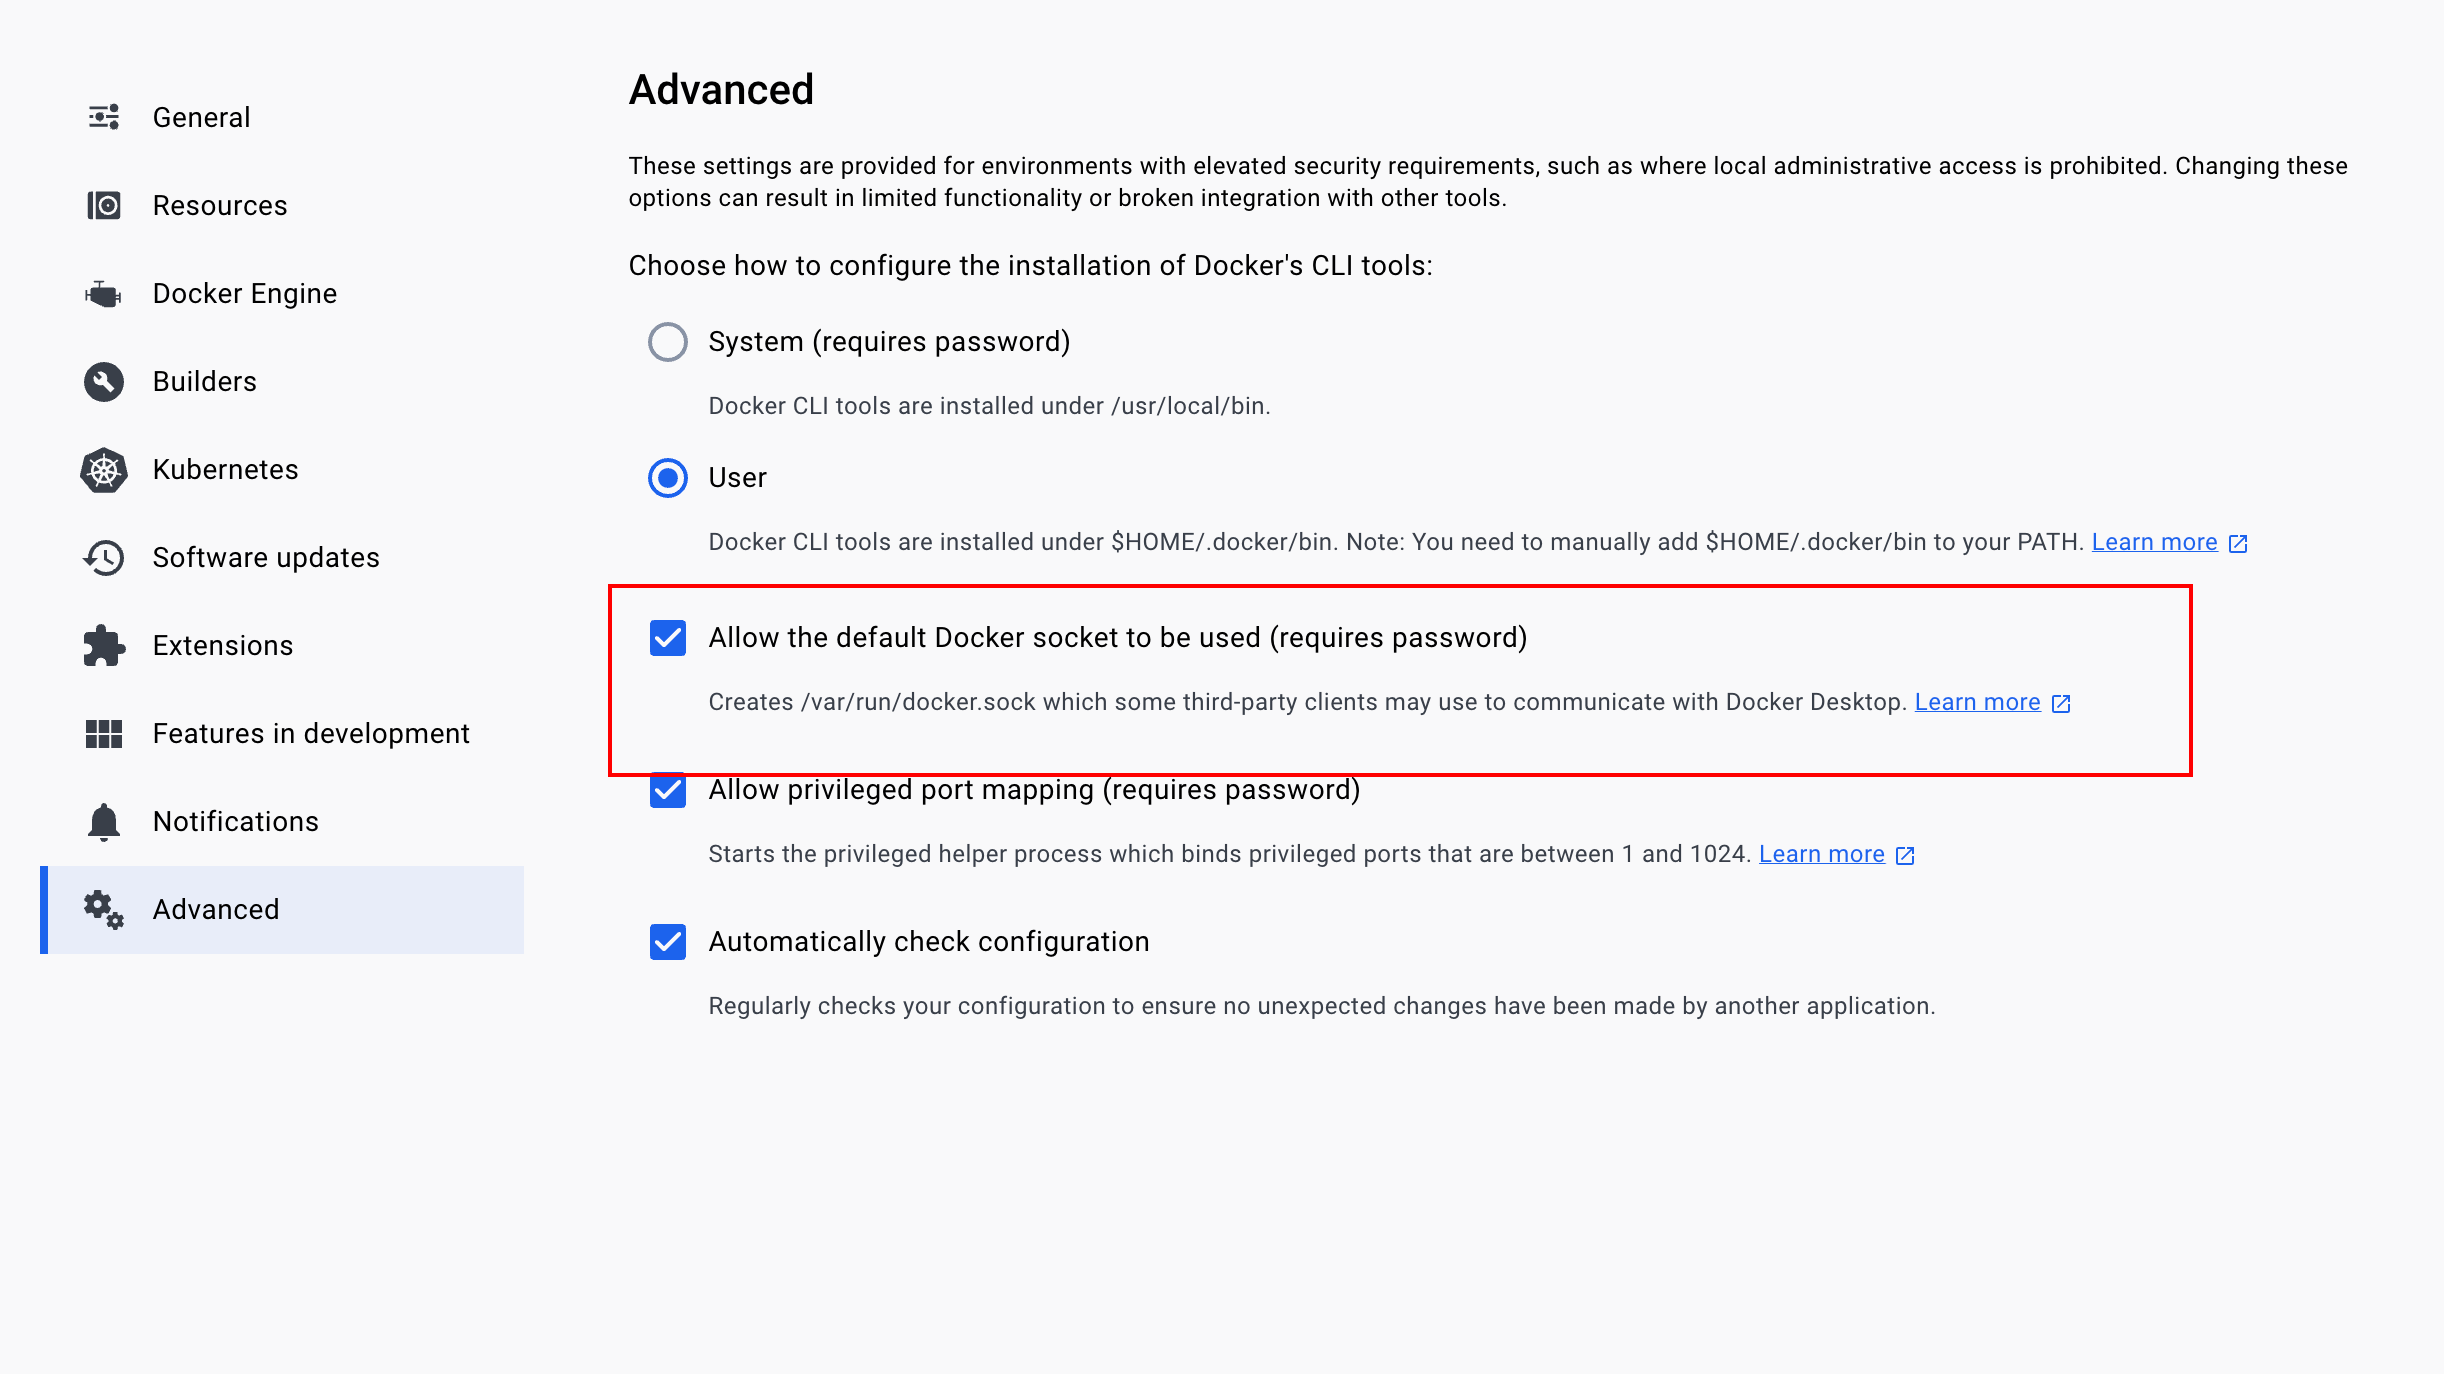 General
Resources
Docker Engine
Builders
Kubernetes
Software updates
Extensions
Features in development
Notifications
Advanced
Advanced
These settings are provided for environments with elevated security requirements, such as where local administrative access is prohibited. Changing these
options can result in limited functionality or broken integration with other tools.
Choose how to configure the installation of Docker's CLI tools:
System (requires password)
Docker CLI tools are installed under /usr/local/bin.
User
Docker CLI tools are installed under $HOME/.docker/bin. Note: You need to manually add $HOME/.docker/bin to your PATH. Learn more
Allow the default Docker socket to be used (requires password)
Creates /var/run/docker.sock which some third-party clients may use to communicate with Docker Desktop. Learn more
Allow privileged port mapping (requires password)
Starts the privileged helper process which binds privileged ports that are between 1 and 1024. Learn more
Automatically check configuration
Regularly checks your configuration to ensure no unexpected changes have been made by another application.